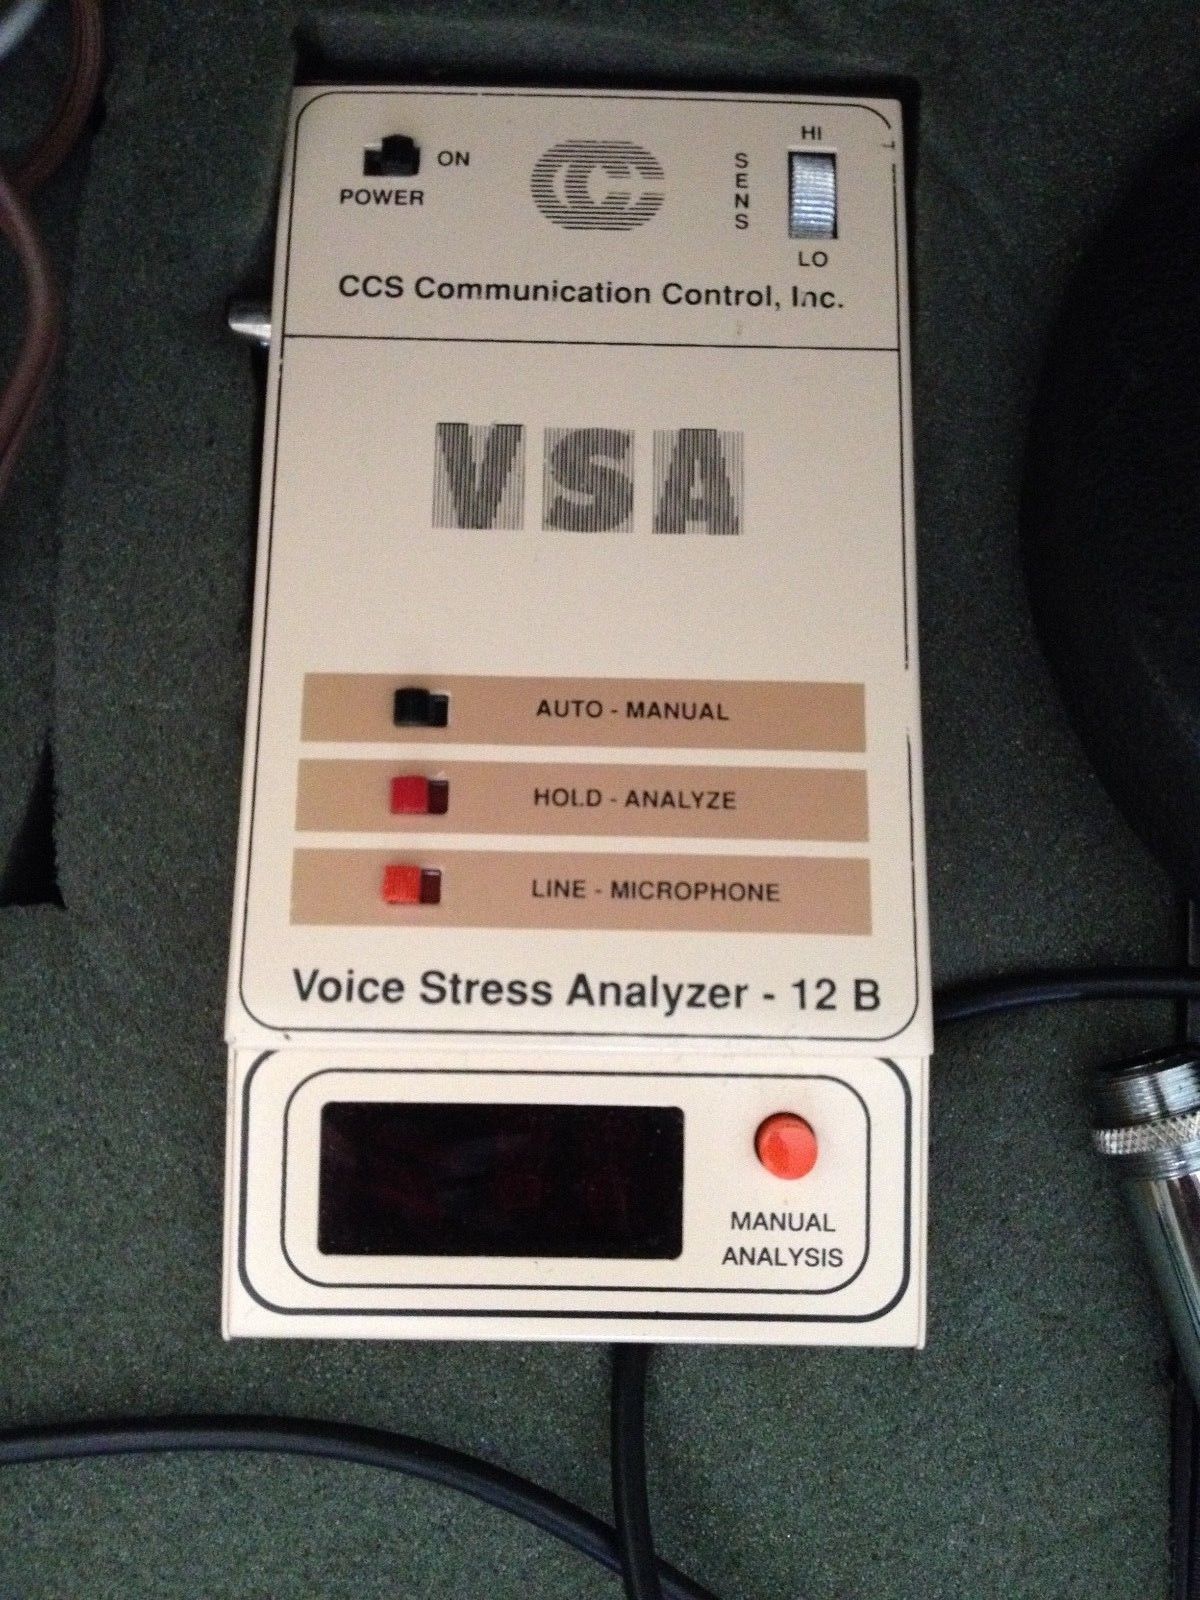 HI
ON
SENS
POWER
LO
CCS Communication Control, Inc.
VSA
AUTO - MANUAL
HOLD - ANALYZE
LINE - MICROPHONE
Voice Stress Analyzer - 12 B
MANUAL
ANALYSIS